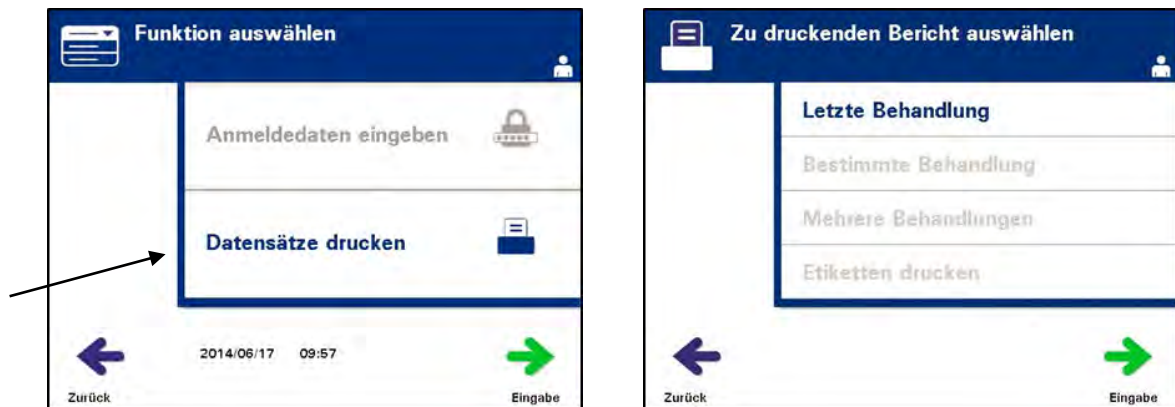 Funktion auswählen
Anmeldedaten eingeben
Datensätze drucken
2014/06/17 09:57
Zurück
Eingabe
Zu druckenden Bericht auswählen
Letzte Behandlung
Bestimmte Behandlung
Mehrere Behandlungen
Etiketten drucken
Zurück
Eingabe